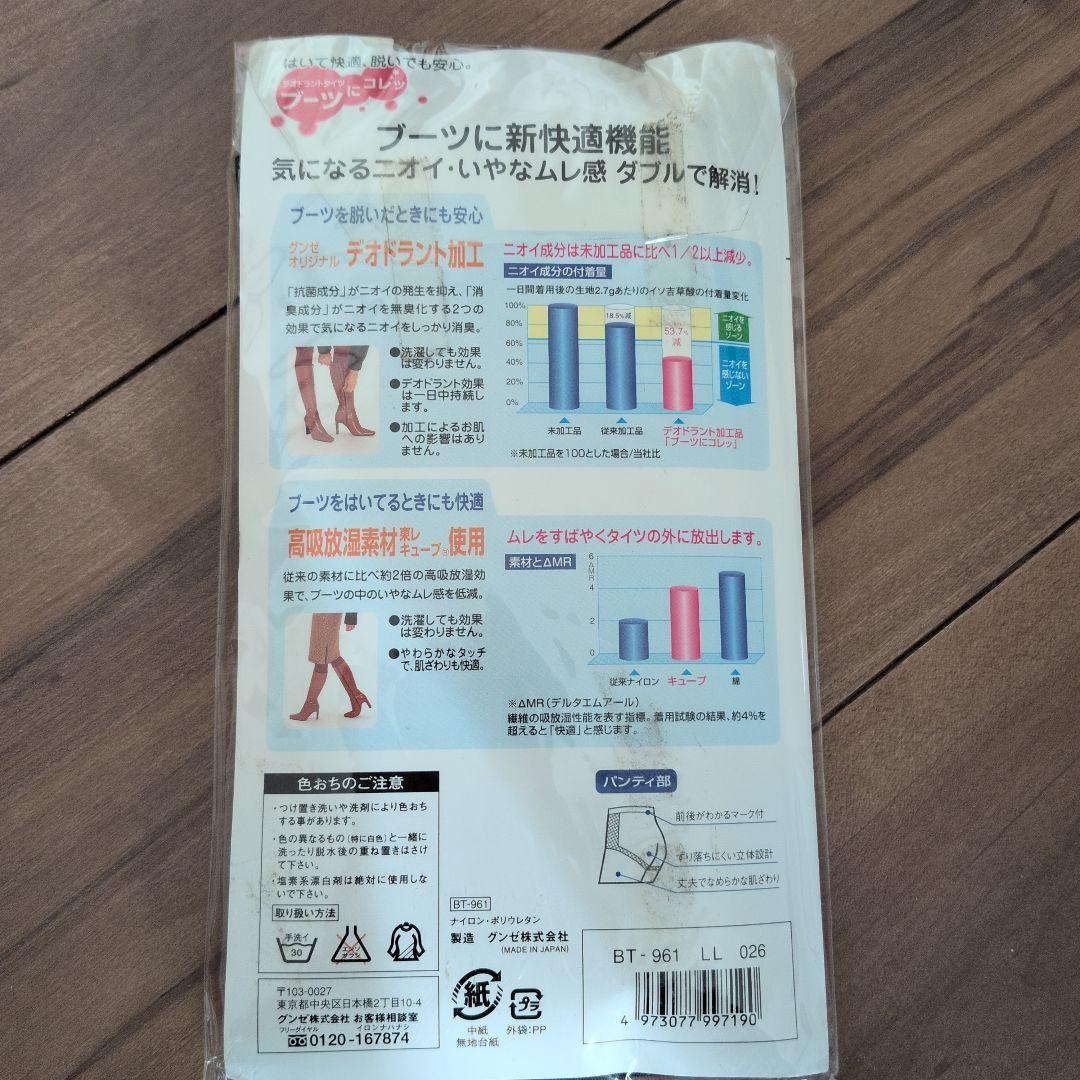 はいて快適、脱いでも安心。
デオドラントタイツ
ブーツにコレッ
ブーツに新快適機能
気になるニオイ・いやなムレ感 ダブルで解消!
ブーツを脱いだときにも安心
グンゼオリジナル デオドラント加工
「抗菌成分」がニオイの発生を抑え、「消
臭成分」がニオイを無臭化する2つの
効果で気になるニオイをしっかり消臭。
●洗濯しても効果
は変わりません。
●デオドラント効果
は一日中持続し
ます。
●加工によるお肌
への影響はあり
ません。
ニオイ成分は未加工品に比べ1/2以上減少。
ニオイ成分の付着量
一日間着用後の生地2.7gあたりのイソ吉草酸の付着量変化
100%
80%
60%
40%
20%
0%
18.5%減
53.7%
減
ニオイを
感じる
ゾーン
ニオイを
感じない
ゾーン
未加工品
従来加工品
デオドラント加工品
「ブーツにコレッ」
※未加工品を100とした場合/当社比
ブーツをはいてるときにも快適
高吸放湿素材東レキューブ®使用
従来の素材に比べ約2倍の高吸放湿効
果で、ブーツの中のいやなムレ感を低減。
●洗濯しても効果
は変わりません。
●やわらかなタッチ
で、肌ざわりも快適。
ムレをすばやくタイツの外に放出します。
素材とΔMR
ΔMR
6
4
2
0
従来ナイロン
キューブ
綿
※ΔMR(デルタエムアール)
繊維の吸放湿性能を表す指標。着用試験の結果、約4%を
超えると「快適」と感じます。
色おちのご注意
・つけ置き洗いや洗剤により色おち
する事があります。
・色の異なるもの(特に白色)と一緒に
洗ったり脱水後の重ね置きはさけ
て下さい。
・塩素系漂白剤は絶対に使用しな
いで下さい。
取り扱い方法
手洗イ
30
エンソ
サラシ
〒103-0027
東京都中央区日本橋2丁目10-4
グンゼ株式会社 お客様相談室
フリーダイヤル イロンナハナシ
0120-167874
パンティ部
前後がわかるマーク付
ずり落ちにくい立体設計
丈夫でなめらかな肌ざわり
BT-961
ナイロン・ポリウレタン
製造 グンゼ株式会社
(MADE IN JAPAN)
紙
中紙
無地台紙
プラ
外袋:PP
BT-961 LL 026
4 973077 997190